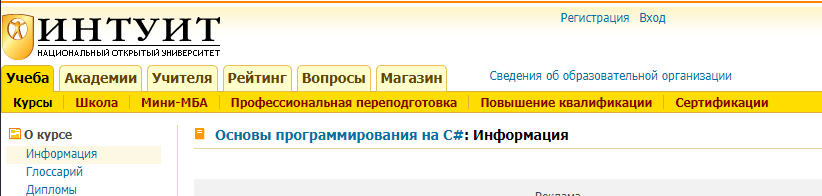 ИНТУИТ
НАЦИОНАЛЬНЫЙ ОТКРЫТЫЙ УНИВЕРСИТЕТ
Регистрация Вход
Учеба Академии Учителя Рейтинг Вопросы Магазин Сведения об образовательной организации
Курсы Школа Мини-МБА Профессиональная переподготовка Повышение квалификации Сертификации
О курсе
Информация
Глоссарий
Дипломы
Основы программирования на C#: Информация
Реклама